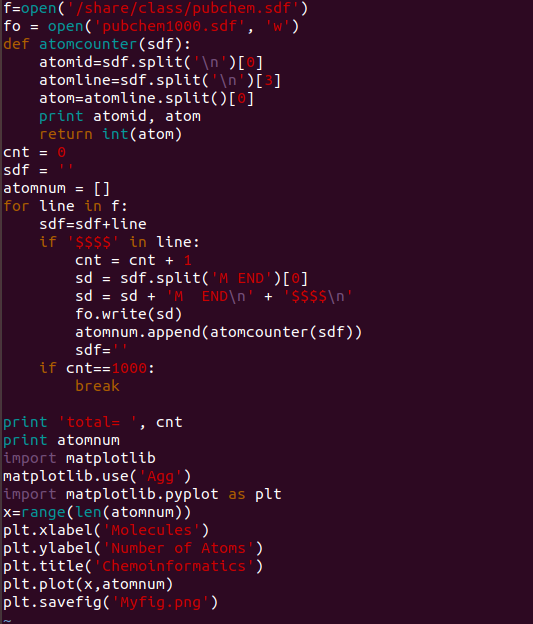 f=open('/share/class/pubchem.sdf')
fo = open('pubchem1000.sdf', 'w')
def atomcounter(sdf):
    atomid=sdf.split('\n')[0]
    atomline=sdf.split('\n')[3]
    atom=atomline.split()[0]
    print atomid, atom
    return int(atom)
cnt = 0
sdf = ''
atomnum = []
for line in f:
    sdf=sdf+line
    if '$$$$' in line:
        cnt = cnt + 1
        sd = sdf.split('M END')[0]
        sd = sd + 'M  END\n' + '$$$$\n'
        fo.write(sd)
        atomnum.append(atomcounter(sdf))
        sdf=''
    if cnt==1000:
        break

print 'total= ', cnt
print atomnum
import matplotlib
matplotlib.use('Agg')
import matplotlib.pyplot as plt
x=range(len(atomnum))
plt.xlabel('Molecules')
plt.ylabel('Number of Atoms')
plt.title('Chemoinformatics')
plt.plot(x,atomnum)
plt.savefig('Myfig.png')
~